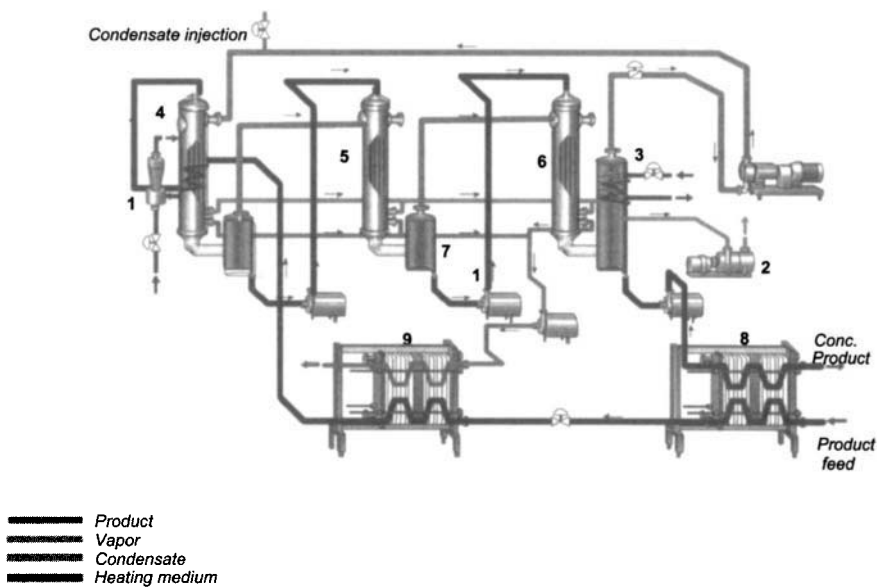 Condensate injection
4
5
6
3
1
7
2
1
9
8
Conc.
Product
Product
feed
Product
Vapor
Condensate
Heating medium